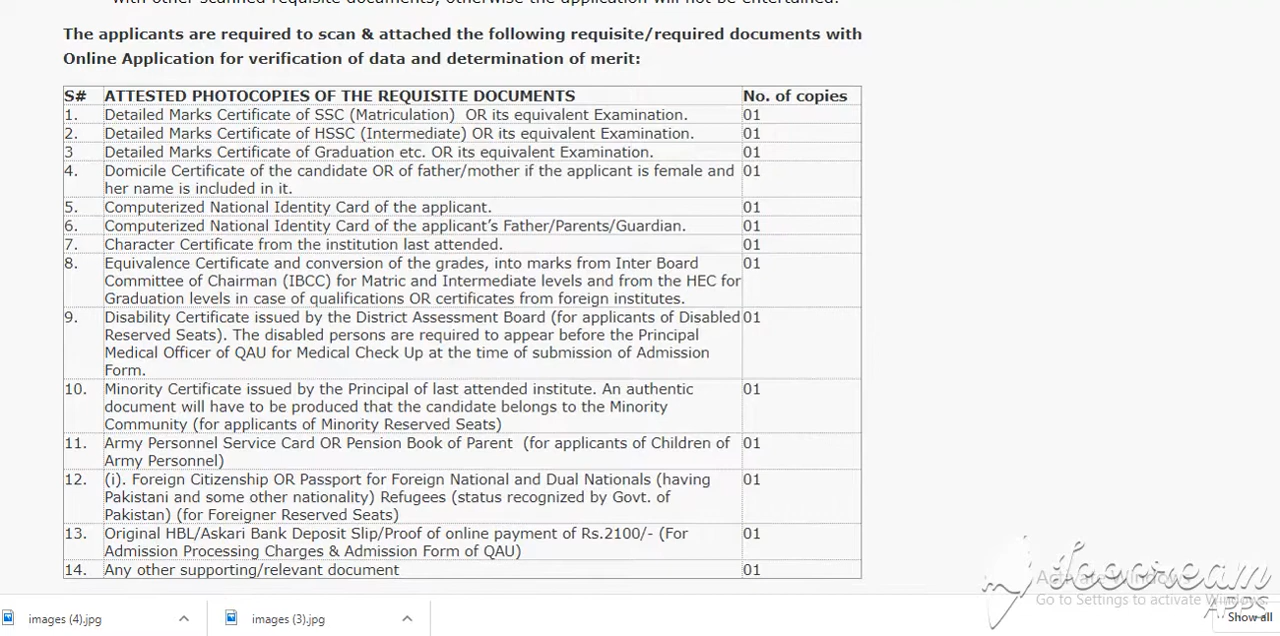 with other scanned requisite documents, otherwise the application will not be entertained.
The applicants are required to scan & attached the following requisite/required documents with
Online Application for verification of data and determination of merit:
S# ATTESTED PHOTOCOPIES OF THE REQUISITE DOCUMENTS No. of copies
1. Detailed Marks Certificate of SSC (Matriculation) OR its equivalent Examination. 01
2. Detailed Marks Certificate of HSSC (Intermediate) OR its equivalent Examination. 01
3 Detailed Marks Certificate of Graduation etc. OR its equivalent Examination. 01
4. Domicile Certificate of the candidate OR of father/mother if the applicant is female and 01
her name is included in it.
5. Computerized National Identity Card of the applicant. 01
6. Computerized National Identity Card of the applicant's Father/Parents/Guardian. 01
7. Character Certificate from the institution last attended. 01
8. Equivalence Certificate and conversion of the grades, into marks from Inter Board 01
Committee of Chairman (IBCC) for Matric and Intermediate levels and from the HEC for
Graduation levels in case of qualifications OR certificates from foreign institutes.
9. Disability Certificate issued by the District Assessment Board (for applicants of Disabled 01
Reserved Seats). The disabled persons are required to appear before the Principal
Medical Officer of QAU for Medical Check Up at the time of submission of Admission
Form.
10. Minority Certificate issued by the Principal of last attended institute. An authentic 01
document will have to be produced that the candidate belongs to the Minority
Community (for applicants of Minority Reserved Seats)
11. Army Personnel Service Card OR Pension Book of Parent (for applicants of Children of 01
Army Personnel)
12. (i). Foreign Citizenship OR Passport for Foreign National and Dual Nationals (having 01
Pakistani and some other nationality) Refugees (status recognized by Govt. of
Pakistan) (for Foreigner Reserved Seats)
13. Original HBL/Askari Bank Deposit Slip/Proof of online payment of Rs.2100/- (For 01
Admission Processing Charges & Admission Form of QAU)
14. Any other supporting/relevant document 01
Icecream
APPS
Activate Windows
Go to Settings to activate Windows.
images (4).jpg images (3).jpg Show all